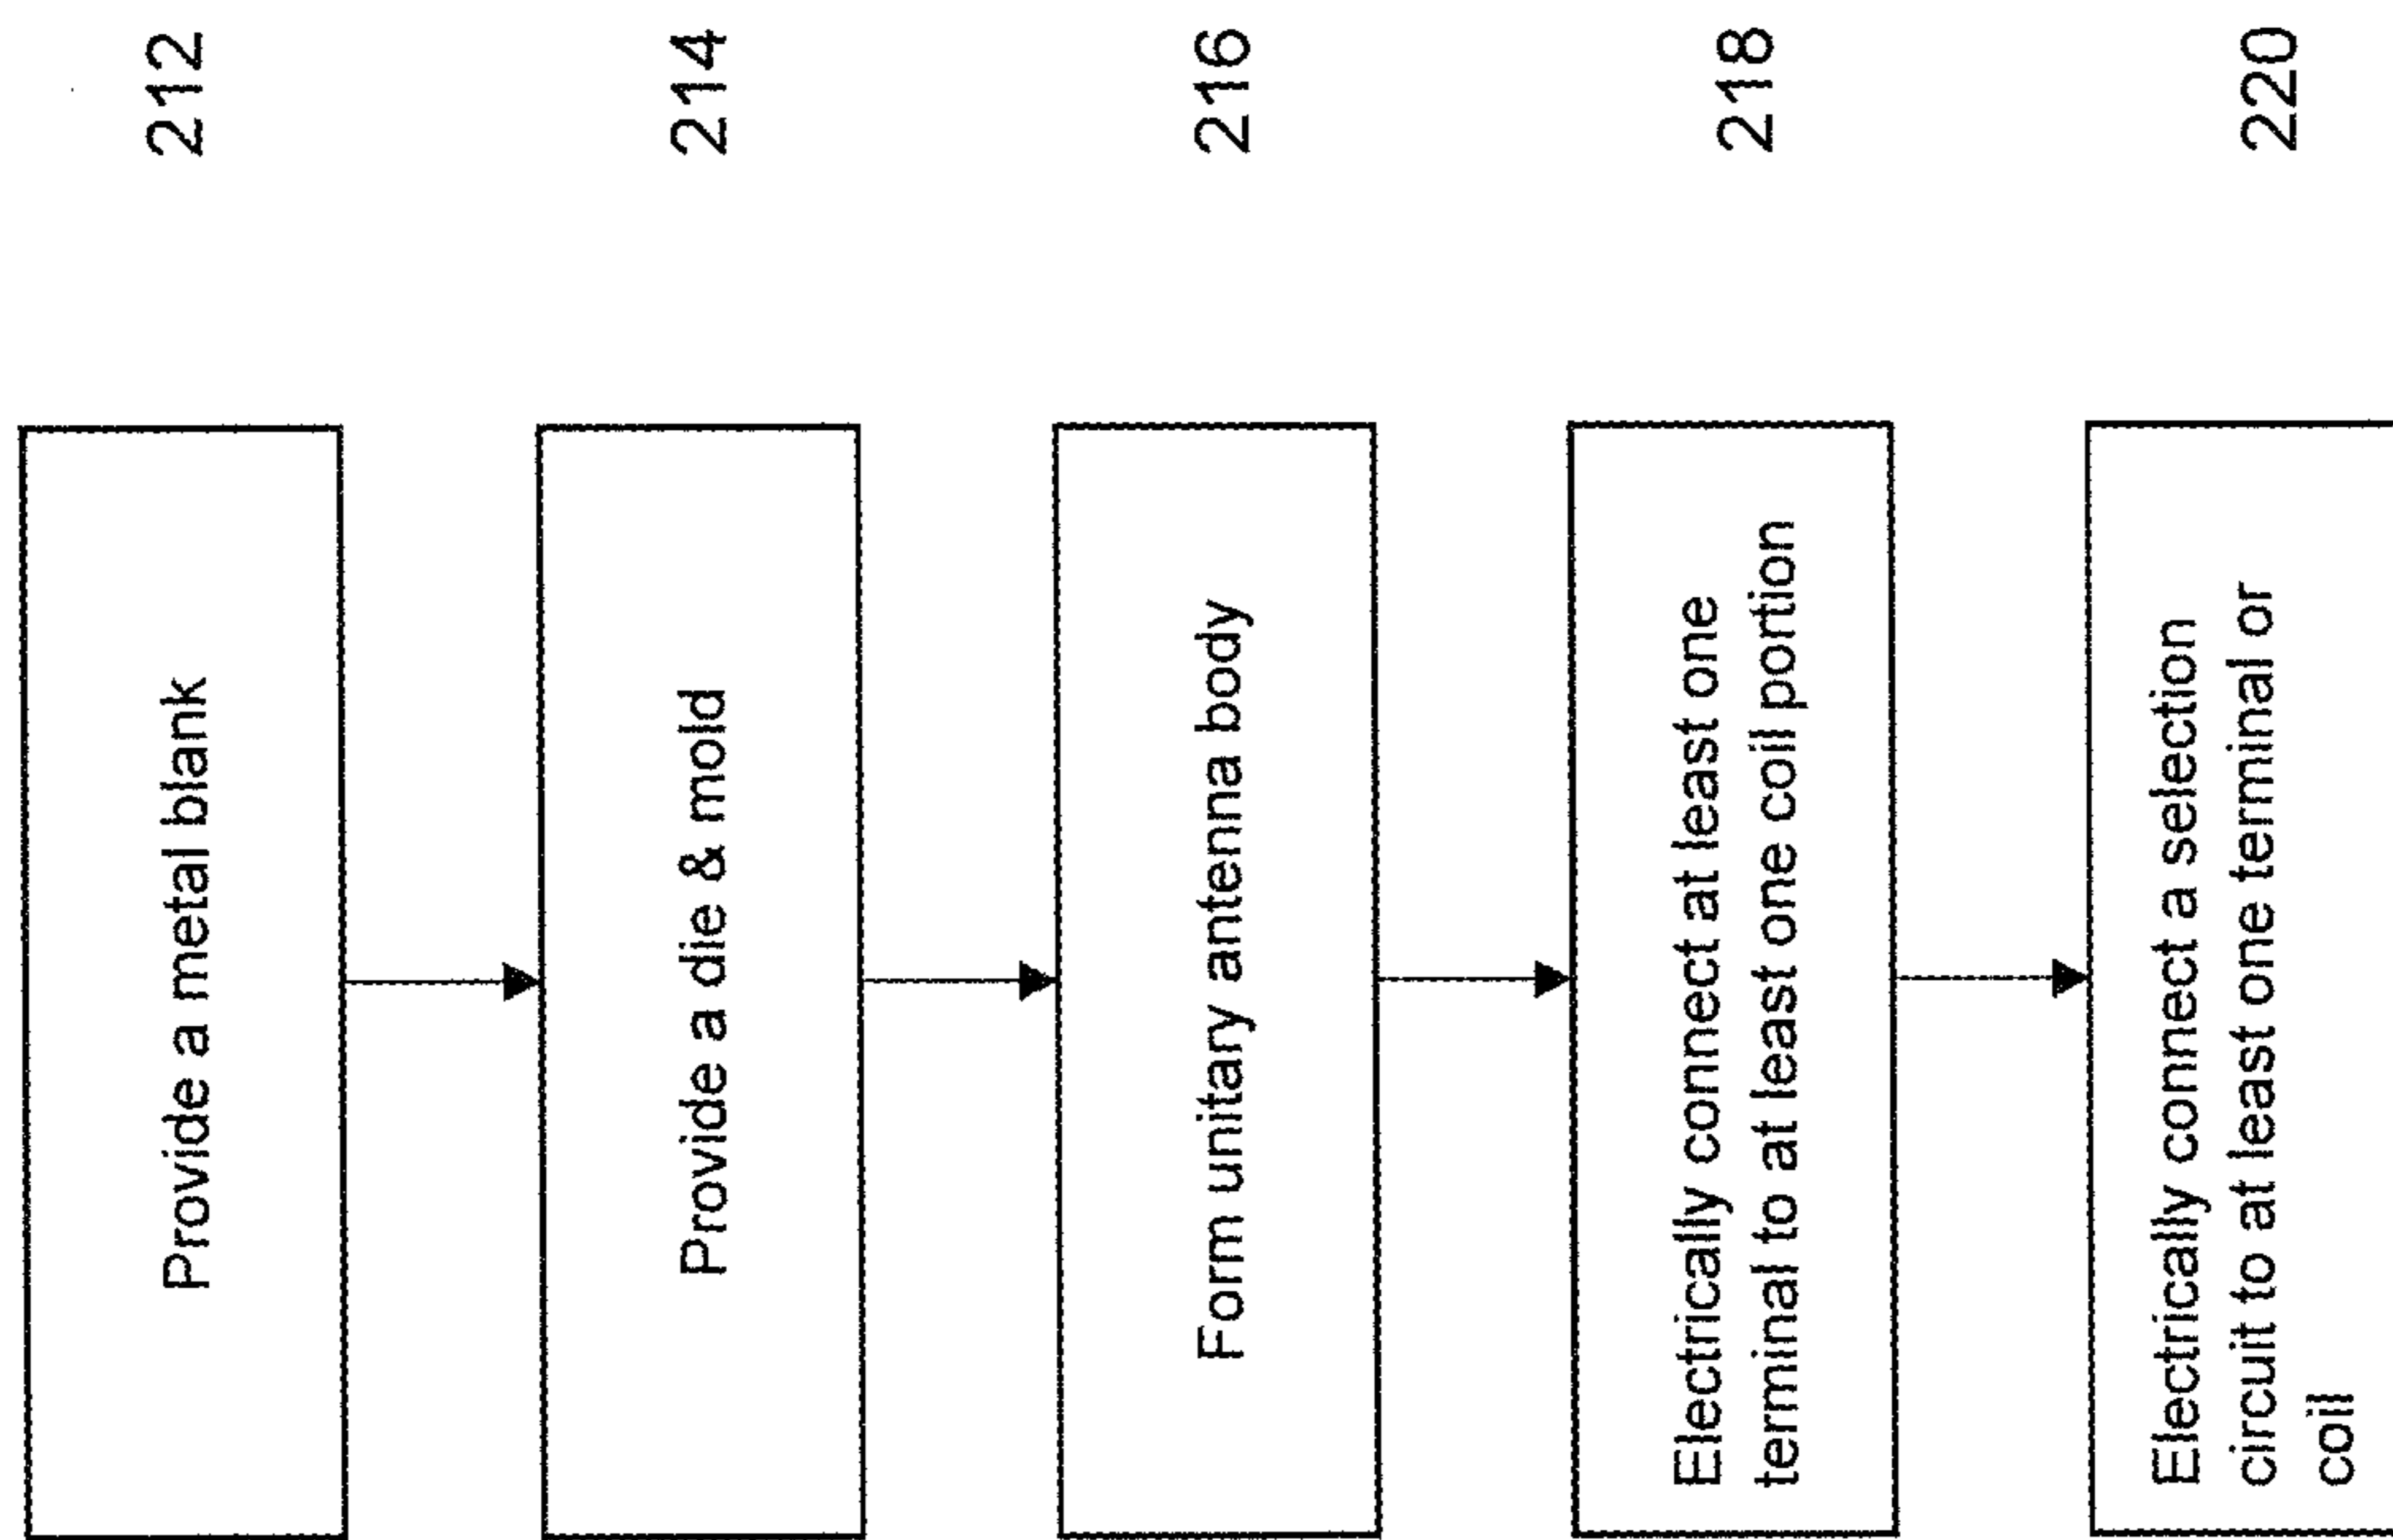 Provide a metal blank
212
Provide a die & mold
214
Form unitary antenna body
216
Electrically connect at least one
terminal to at least one coil portion
218
Electrically connect a selection
circuit to at least one terminal or
coil
220